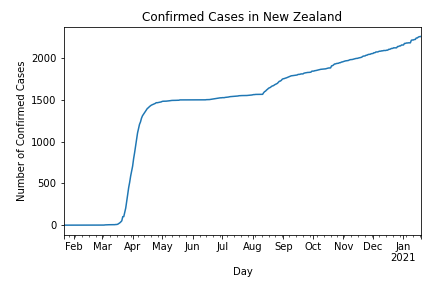 Confirmed Cases in New Zealand
Number of Confirmed Cases
2000
1500
1000
500
0
Feb Mar Apr May Jun Jul Aug Sep Oct Nov Dec Jan
2021
Day